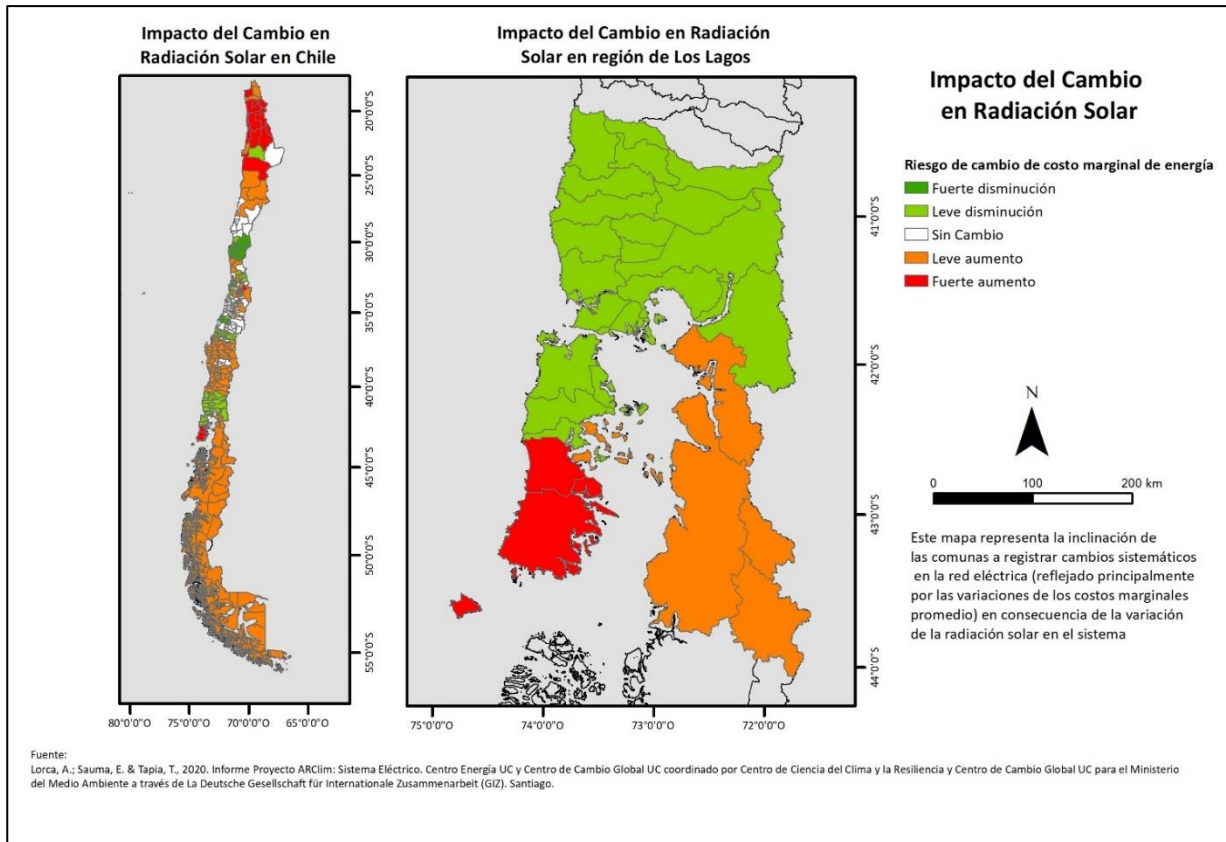 Impacto del Cambio en
Radiación Solar en Chile
20°0'0"S
25°0'0"S
30°0'0"S
35°0'0"S
40°0'0"S
45°0'0"S
50°0'0"S
55°0'0"S
80°0'0"O
75°0'0"O
70°0'0"O
65°0'0"O
Impacto del Cambio en Radiación
Solar en región de Los Lagos
41°0'0"S
42°0'0"S
43°0'0"S
44°0'0"S
75°0'0"O
74°0'0"O
73°0'0"O
72°0'0"O
Impacto del Cambio
en Radiación Solar
Riesgo de cambio de costo marginal de energía
Fuerte disminución
Leve disminución
Sin Cambio
Leve aumento
Fuerte aumento
N
0 100 200 km
Este mapa representa la inclinación de
las comunas a registrar cambios sistemáticos
en la red eléctrica (reflejado principalmente
por las variaciones de los costos marginales
promedio) en consecuencia de la variación
de la radiación solar en el sistema
Fuente:
Lorca, A.; Sauma, E. & Tapia, T., 2020. Informe Proyecto ARClim: Sistema Eléctrico. Centro Energía UC y Centro de Cambio Global UC coordinado por Centro de Ciencia del Clima y la Resiliencia y Centro de Cambio Global UC para el Ministerio
del Medio Ambiente a través de La Deutsche Gesellschaft für Internationale Zusammenarbeit (GIZ). Santiago.